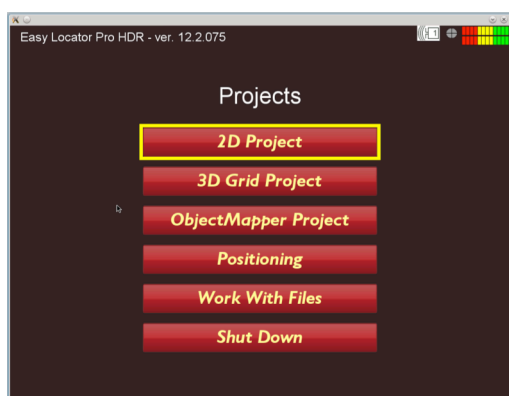 Easy Locator Pro HDR - ver. 12.2.075
1
Projects
2D Project
3D Grid Project
ObjectMapper Project
Positioning
Work With Files
Shut Down